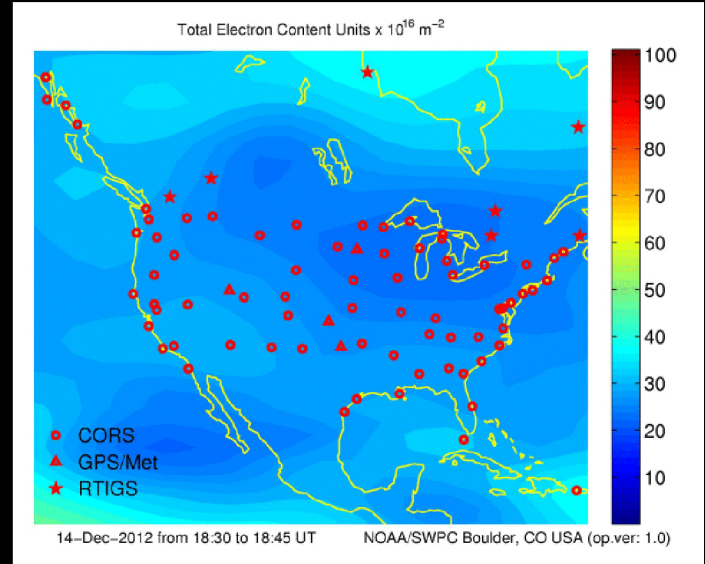 Total Electron Content Units x 10^16 m^−2
100
90
80
70
60
50
40
30
20
10
CORS
GPS/Met
RTIGS
14−Dec−2012 from 18:30 to 18:45 UT
NOAA/SWPC Boulder, CO USA (op.ver: 1.0)